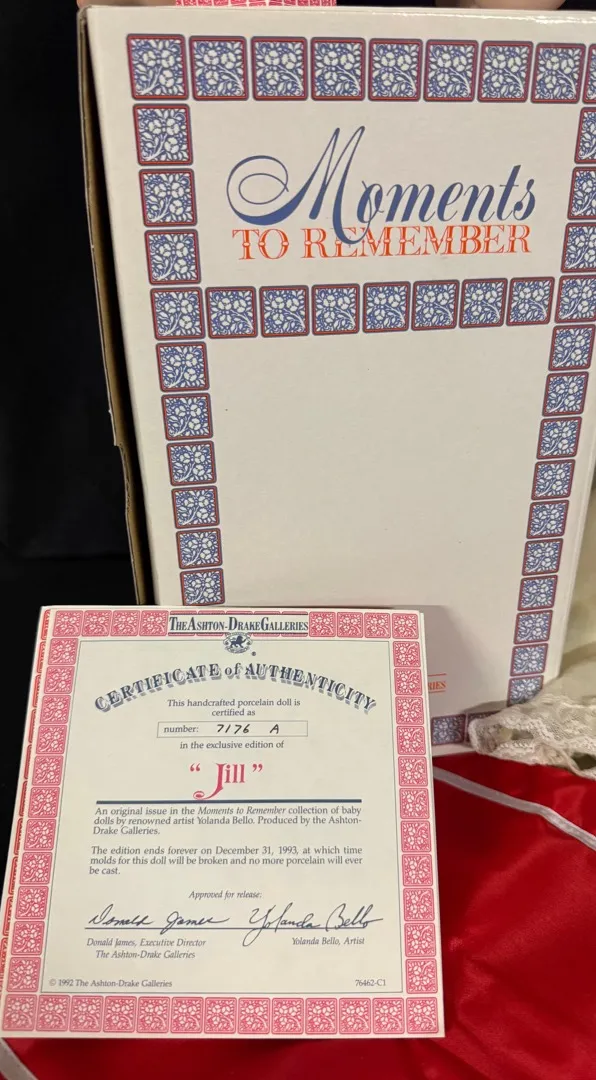 Moments
TO REMEMBER
THE ASHTON-DRAKE GALLERIES
CERTIFICATE of AUTHENTICITY
This handcrafted porcelain doll is
certified as
number: 7176 A
in the exclusive edition of
“Jill”
An original issue in the Moments to Remember collection of baby
dolls by renowned artist Yolanda Bello. Produced by the Ashton-
Drake Galleries.
The edition ends forever on December 31, 1993, at which time
molds for this doll will be broken and no more porcelain will ever
be cast.
Approved for release:
Donald James Yolanda Bello
Donald James, Executive Director Yolanda Bello, Artist
The Ashton-Drake Galleries
© 1992 The Ashton-Drake Galleries 76462-C1